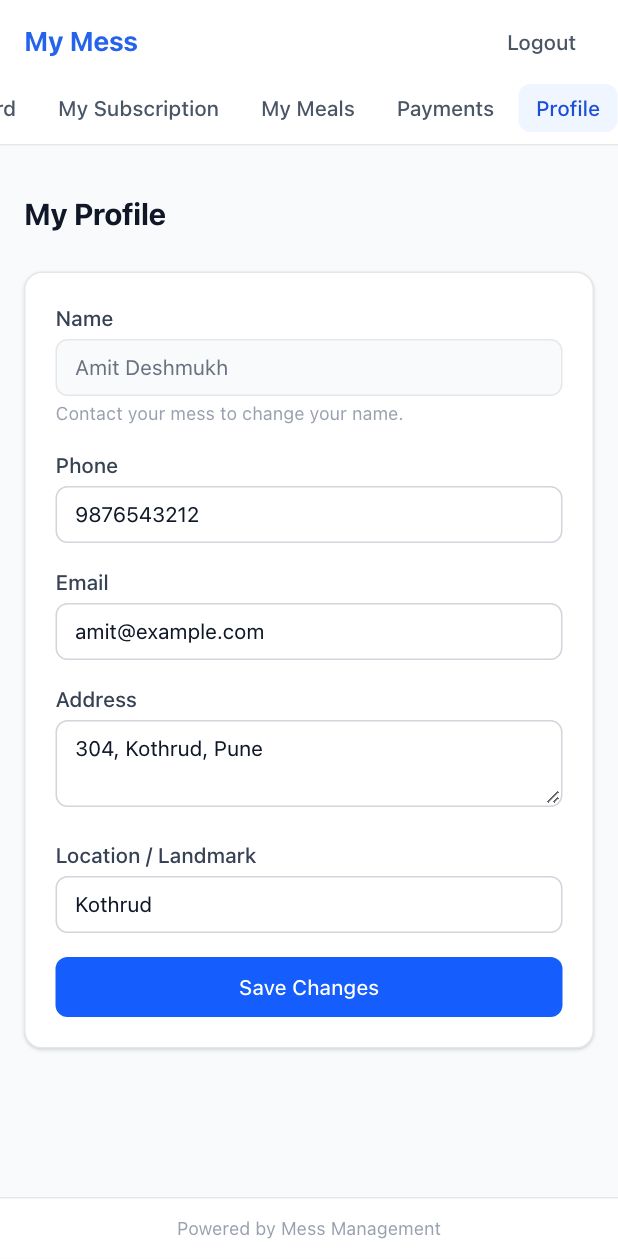 My Mess
Logout
rd My Subscription My Meals Payments Profile
My Profile
Name
Amit Deshmukh
Contact your mess to change your name.
Phone
9876543212
Email
amit@example.com
Address
304, Kothrud, Pune
Location / Landmark
Kothrud
Save Changes
Powered by Mess Management